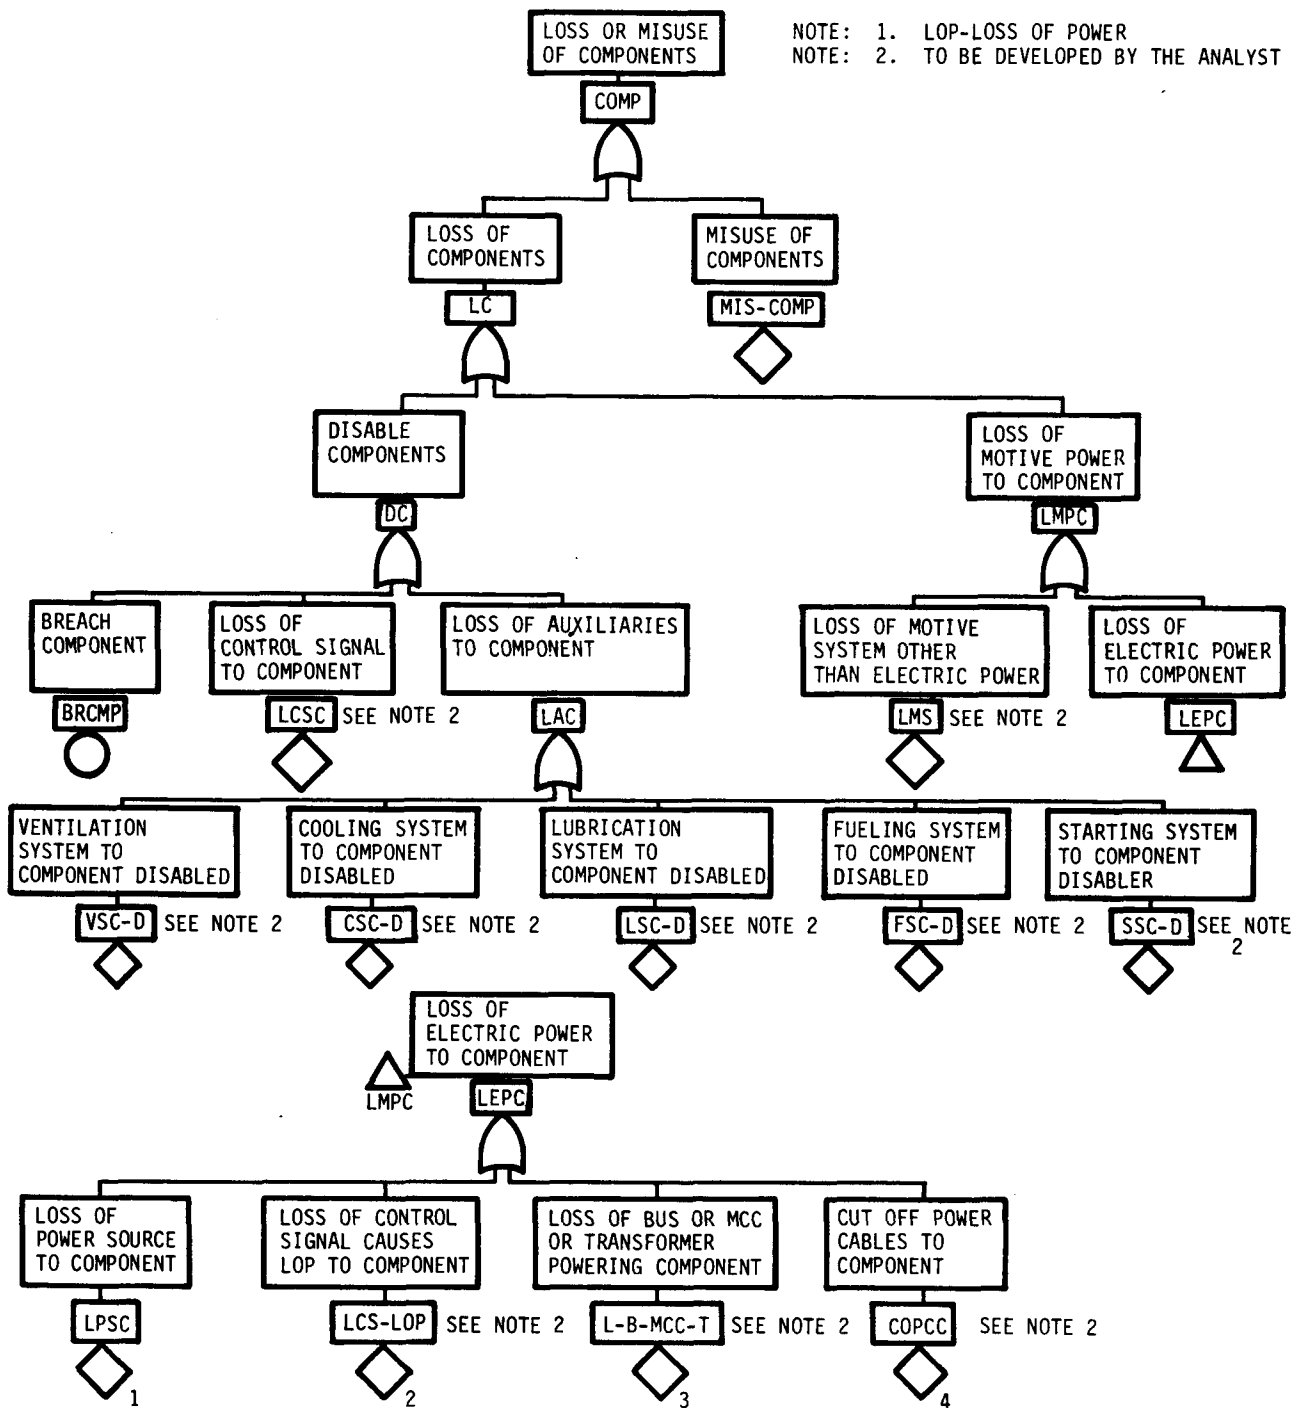 LOSS OR MISUSE
OF COMPONENTS
NOTE: 1. LOP-LOSS OF POWER
NOTE: 2. TO BE DEVELOPED BY THE ANALYST
COMP
LOSS OF
COMPONENTS
MISUSE OF
COMPONENTS
LC
MIS-COMP
DISABLE
COMPONENTS
LOSS OF
MOTIVE POWER
TO COMPONENT
DC
LMPC
BREACH
COMPONENT
LOSS OF
CONTROL SIGNAL
TO COMPONENT
LOSS OF AUXILIARIES
TO COMPONENT
LOSS OF MOTIVE
SYSTEM OTHER
THAN ELECTRIC POWER
LOSS OF
ELECTRIC POWER
TO COMPONENT
BRCMP
LCSC SEE NOTE 2
LAC
LMS SEE NOTE 2
LEPC
VENTILATION
SYSTEM TO
COMPONENT DISABLED
COOLING SYSTEM
TO COMPONENT
DISABLED
LUBRICATION
SYSTEM TO
COMPONENT DISABLED
FUELING SYSTEM
TO COMPONENT
DISABLED
STARTING SYSTEM
TO COMPONENT
DISABLER
VSC-D SEE NOTE 2
CSC-D SEE NOTE 2
LSC-D SEE NOTE 2
FSC-D SEE NOTE 2
SSC-D SEE NOTE
2
LOSS OF
ELECTRIC POWER
TO COMPONENT
LMPC
LEPC
LOSS OF
POWER SOURCE
TO COMPONENT
LOSS OF CONTROL
SIGNAL CAUSES
LOP TO COMPONENT
LOSS OF BUS OR MCC
OR TRANSFORMER
POWERING COMPONENT
CUT OFF POWER
CABLES TO
COMPONENT
LPSC
LCS-LOP SEE NOTE 2
L-B-MCC-T SEE NOTE 2
COPCC SEE NOTE 2
1
2
3
4